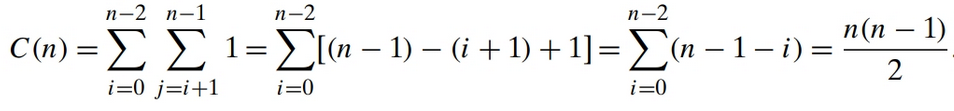 C(n) = \sum_{i=0}^{n-2} \sum_{j=i+1}^{n-1} 1 = \sum_{i=0}^{n-2} [(n - 1) - (i + 1) + 1] = \sum_{i=0}^{n-2} (n - 1 - i) = \frac{n(n - 1)}{2}.